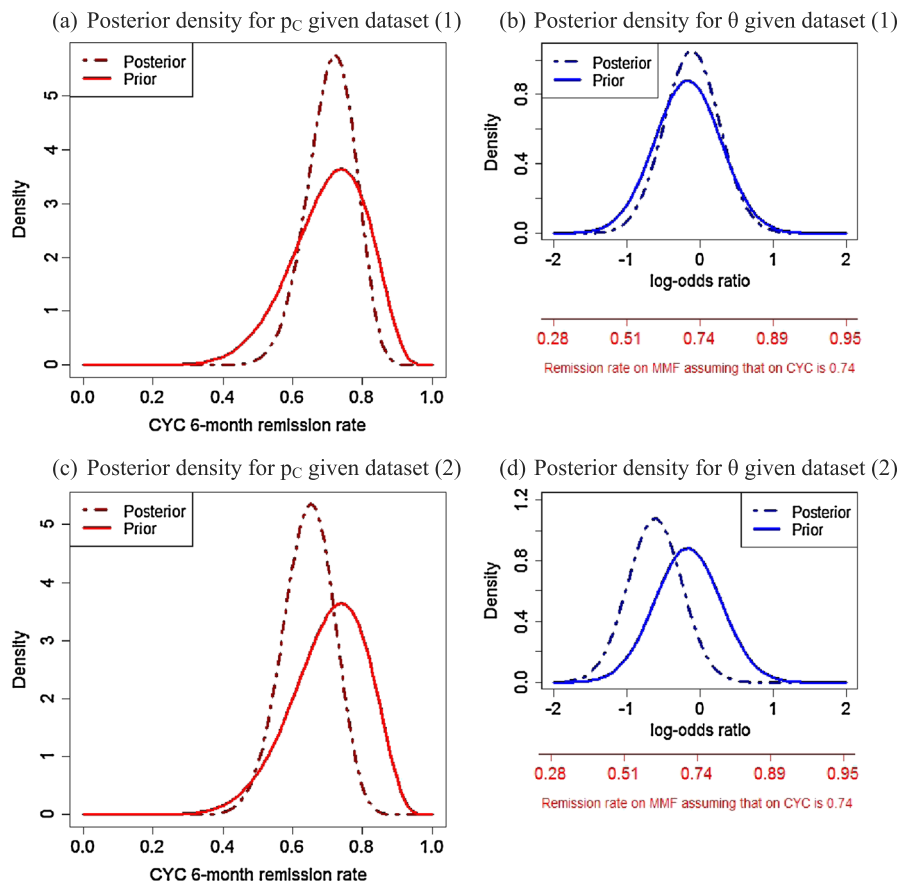 (a) Posterior density for pC given dataset (1)
Posterior
Prior
Density
5
4
3
2
1
0
0.0 0.2 0.4 0.6 0.8 1.0
CYC 6-month remission rate
(b) Posterior density for θ given dataset (1)
Posterior
Prior
Density
0.8
0.4
0.0
-2 -1 0 1 2
log-odds ratio
0.28 0.51 0.74 0.89 0.95
Remission rate on MMF assuming that on CYC is 0.74
(c) Posterior density for pC given dataset (2)
Posterior
Prior
Density
5
4
3
2
1
0
0.0 0.2 0.4 0.6 0.8 1.0
CYC 6-month remission rate
(d) Posterior density for θ given dataset (2)
Posterior
Prior
Density
1.2
0.8
0.4
0.0
-2 -1 0 1 2
log-odds ratio
0.28 0.51 0.74 0.89 0.95
Remission rate on MMF assuming that on CYC is 0.74